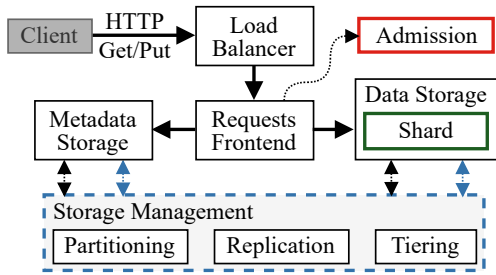 Client
HTTP
Get/Put
Load
Balancer
Admission
Metadata
Storage
Requests
Frontend
Data Storage
Shard
Storage Management
Partitioning
Replication
Tiering